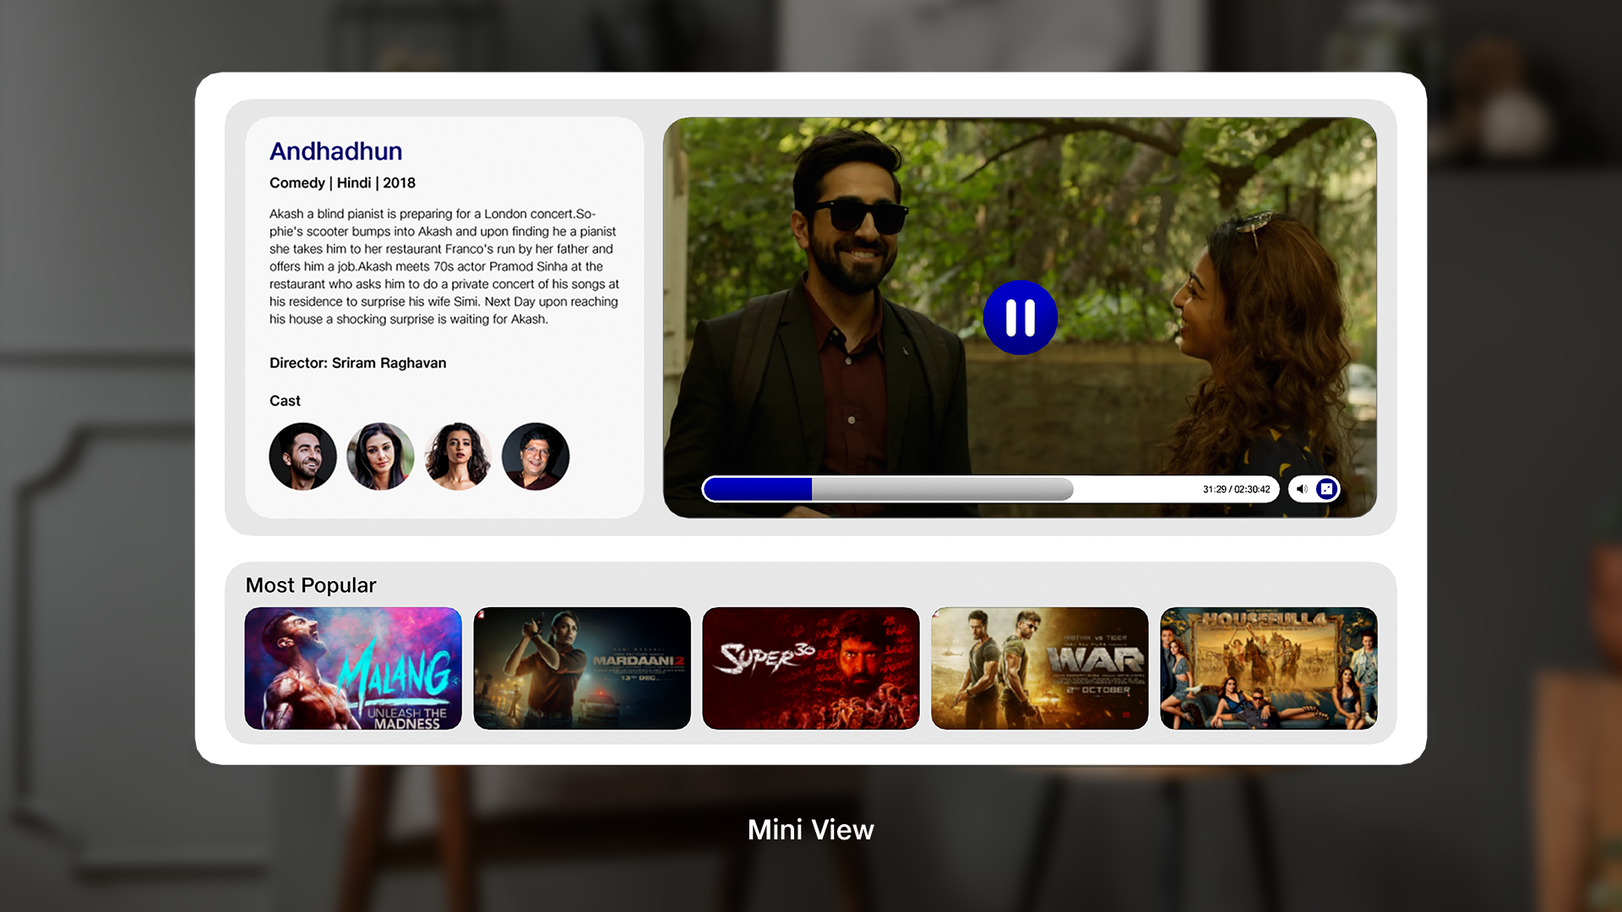 Andhadhun
Comedy | Hindi | 2018
Akash a blind pianist is preparing for a London concert.So-
phie's scooter bumps into Akash and upon finding he a pianist
she takes him to her restaurant Franco's run by her father and
offers him a job.Akash meets 70s actor Pramod Sinha at the
restaurant who asks him to do a private concert of his songs at
his residence to surprise his wife Simi. Next Day upon reaching
his house a shocking surprise is waiting for Akash.
Director: Sriram Raghavan
Cast
31:29 / 02:30:42
Most Popular
MALANG
UNLEASH THE
MADNESS
MARDAANI 2
13TH DEC
SUPER 30
HRITHIK vs TIGER
WAR
2ND OCTOBER
HOUSEFULL 4
Mini View